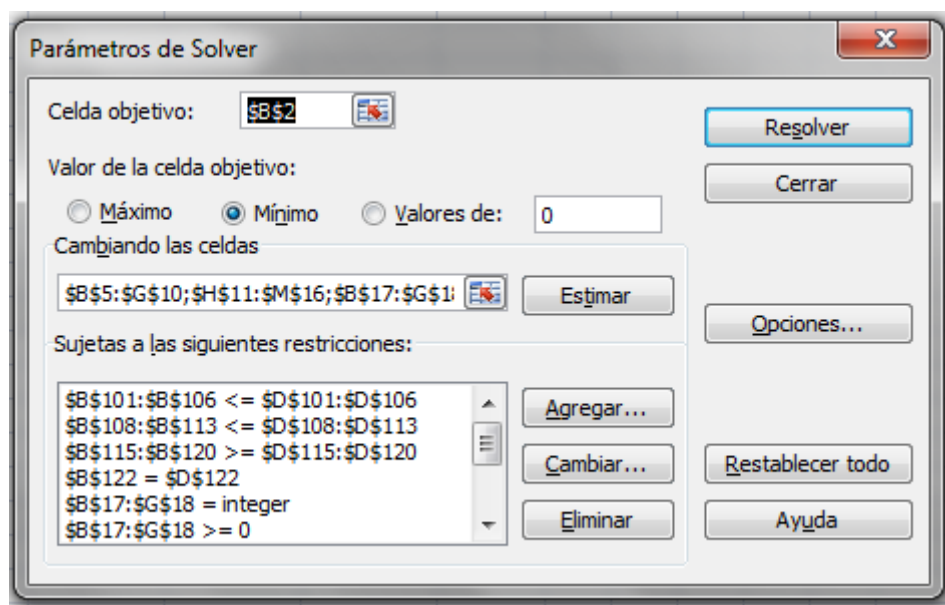 Parámetros de Solver
Celda objetivo: $B$2
Resolver
Valor de la celda objetivo:
Cerrar
Máximo Mínimo Valores de: 0
Cambiando las celdas
$B$5:$G$10;$H$11:$M$16;$B$17:$G$1
Estimar
Opciones...
Sujetas a las siguientes restricciones:
$B$101:$B$106 <= $D$101:$D$106
$B$108:$B$113 <= $D$108:$D$113
$B$115:$B$120 >= $D$115:$D$120
$B$122 = $D$122
$B$17:$G$18 = integer
$B$17:$G$18 >= 0
Agregar...
Cambiar...
Restablecer todo
Eliminar
Ayuda